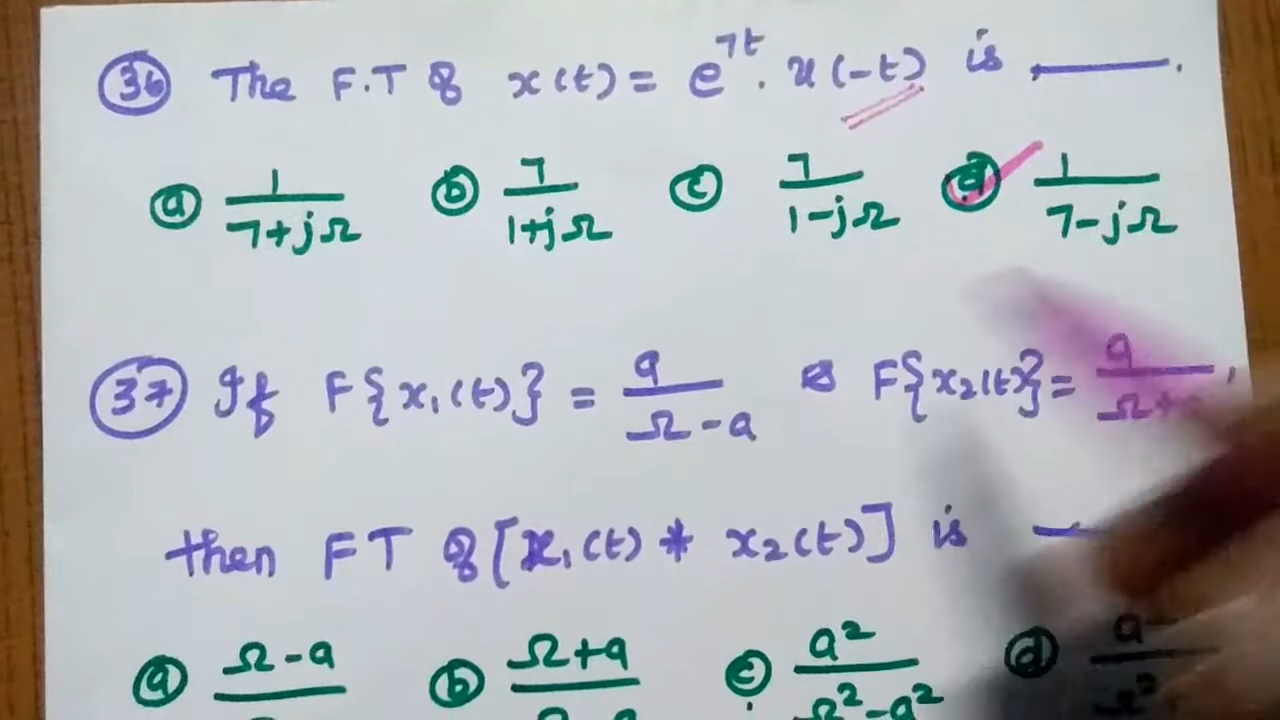 36 The F.T of x(t) = e^7t . u(-t) is ____.
a 1/(7+jΩ) b 7/(1+jΩ) c 7/(1-jΩ) d 1/(7-jΩ)
37 If F{x₁(t)} = a/(Ω-a) & F{x₂(t)} = a/Ω+ ,
then FT of [x₁(t) * x₂(t)] is __
a Ω-a b Ω+a c a²/(Ω²-a²) d